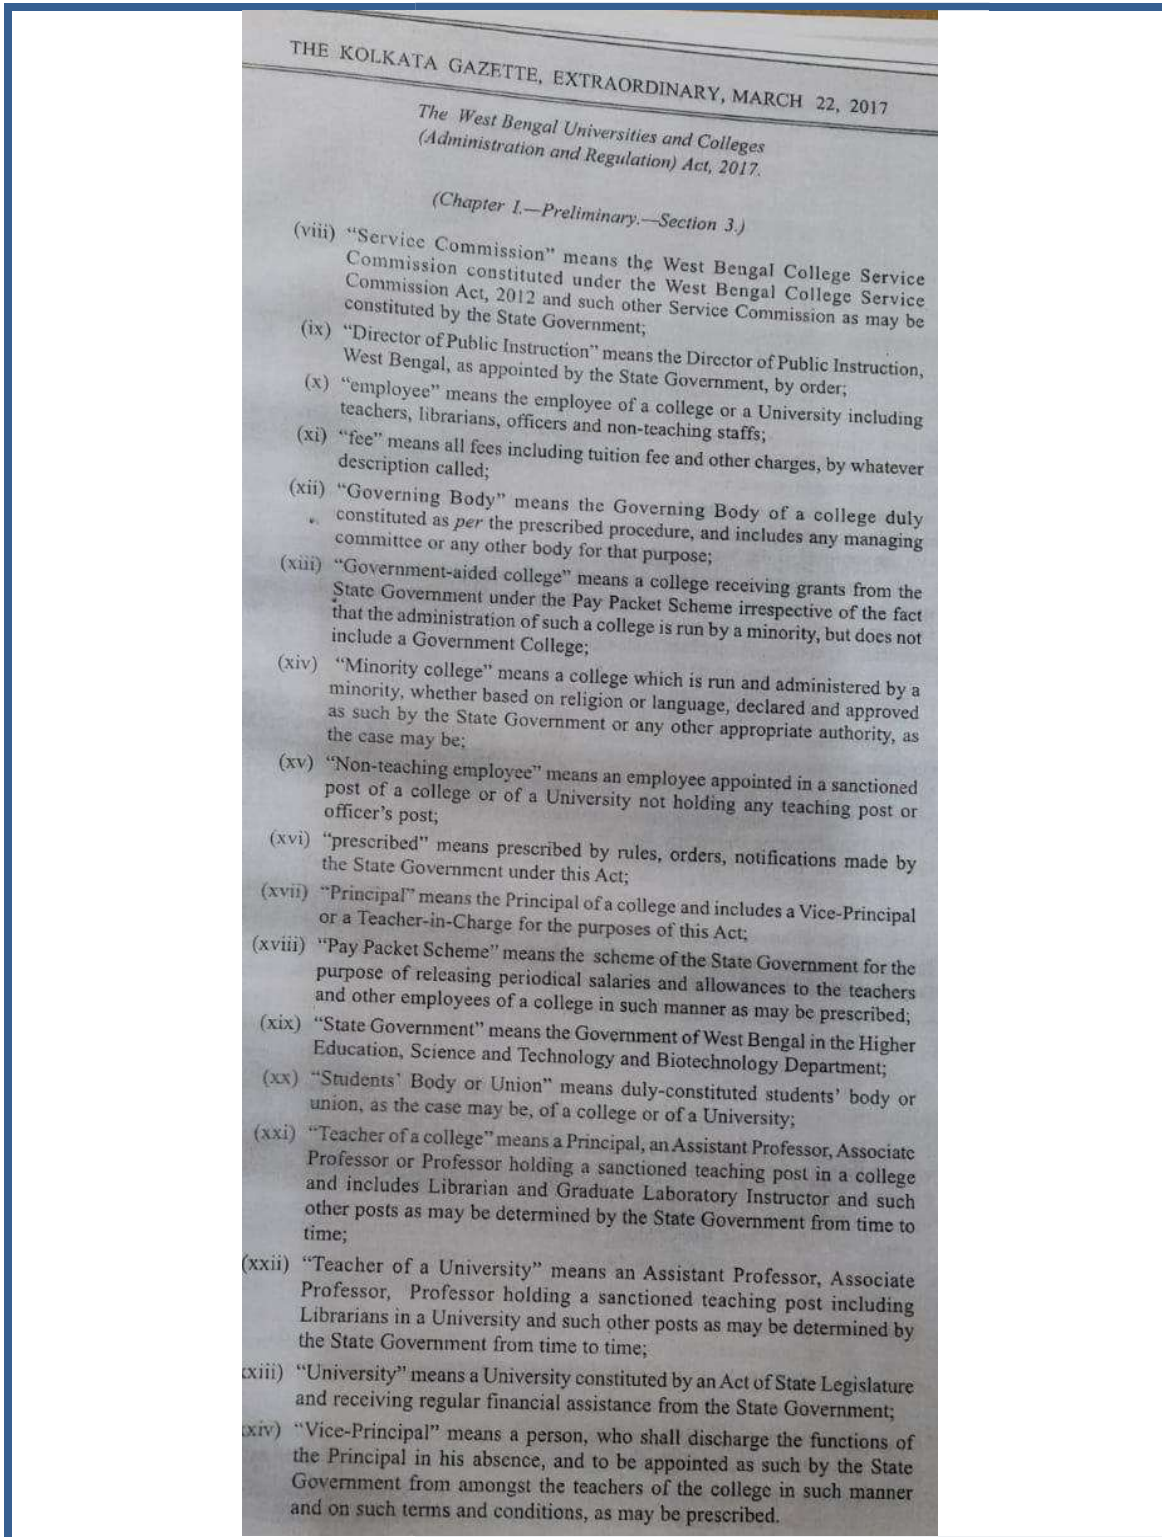 THE KOLKATA GAZETTE, EXTRAORDINARY, MARCH 22, 2017
The West Bengal Universities and Colleges
(Administration and Regulation) Act, 2017.
(Chapter I.—Preliminary.—Section 3.)
(viii) “Service Commission” means the West Bengal College Service
Commission constituted under the West Bengal College Service
Commission Act, 2012 and such other Service Commission as may be
constituted by the State Government;
(ix) “Director of Public Instruction” means the Director of Public Instruction,
West Bengal, as appointed by the State Government, by order;
(x) “employee” means the employee of a college or a University including
teachers, librarians, officers and non-teaching staffs;
(xi) “fee” means all fees including tuition fee and other charges, by whatever
description called;
(xii) “Governing Body” means the Governing Body of a college duly
constituted as per the prescribed procedure, and includes any managing
committee or any other body for that purpose;
(xiii) “Government-aided college” means a college receiving grants from the
State Government under the Pay Packet Scheme irrespective of the fact
that the administration of such a college is run by a minority, but does not
include a Government College;
(xiv) “Minority college” means a college which is run and administered by a
minority, whether based on religion or language, declared and approved
as such by the State Government or any other appropriate authority, as
the case may be;
(xv) “Non-teaching employee” means an employee appointed in a sanctioned
post of a college or of a University not holding any teaching post or
officer’s post;
(xvi) “prescribed” means prescribed by rules, orders, notifications made by
the State Government under this Act;
(xvii) “Principal” means the Principal of a college and includes a Vice-Principal
or a Teacher-in-Charge for the purposes of this Act;
(xviii) “Pay Packet Scheme” means the scheme of the State Government for the
purpose of releasing periodical salaries and allowances to the teachers
and other employees of a college in such manner as may be prescribed;
(xix) “State Government” means the Government of West Bengal in the Higher
Education, Science and Technology and Biotechnology Department;
(xx) “Students’ Body or Union” means duly-constituted students’ body or
union, as the case may be, of a college or of a University;
(xxi) “Teacher of a college” means a Principal, an Assistant Professor, Associate
Professor or Professor holding a sanctioned teaching post in a college
and includes Librarian and Graduate Laboratory Instructor and such
other posts as may be determined by the State Government from time to
time;
(xxii) “Teacher of a University” means an Assistant Professor, Associate
Professor, Professor holding a sanctioned teaching post including
Librarians in a University and such other posts as may be determined by
the State Government from time to time;
xiii) “University” means a University constituted by an Act of State Legislature
and receiving regular financial assistance from the State Government;
xiv) “Vice-Principal” means a person, who shall discharge the functions of
the Principal in his absence, and to be appointed as such by the State
Government from amongst the teachers of the college in such manner
and on such terms and conditions, as may be prescribed.